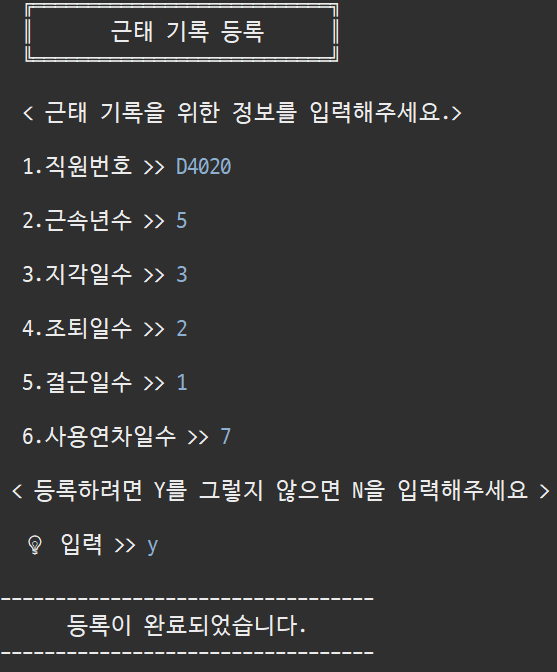 근태 기록 등록
< 근태 기록을 위한 정보를 입력해주세요.>
1.직원번호 >> D4020
2.근속년수 >> 5
3.지각일수 >> 3
4.조퇴일수 >> 2
5.결근일수 >> 1
6.사용연차일수 >> 7
< 등록하려면 Y를 그렇지 않으면 N을 입력해주세요 >
💡 입력 >> y
----------------------------------
등록이 완료되었습니다.
----------------------------------